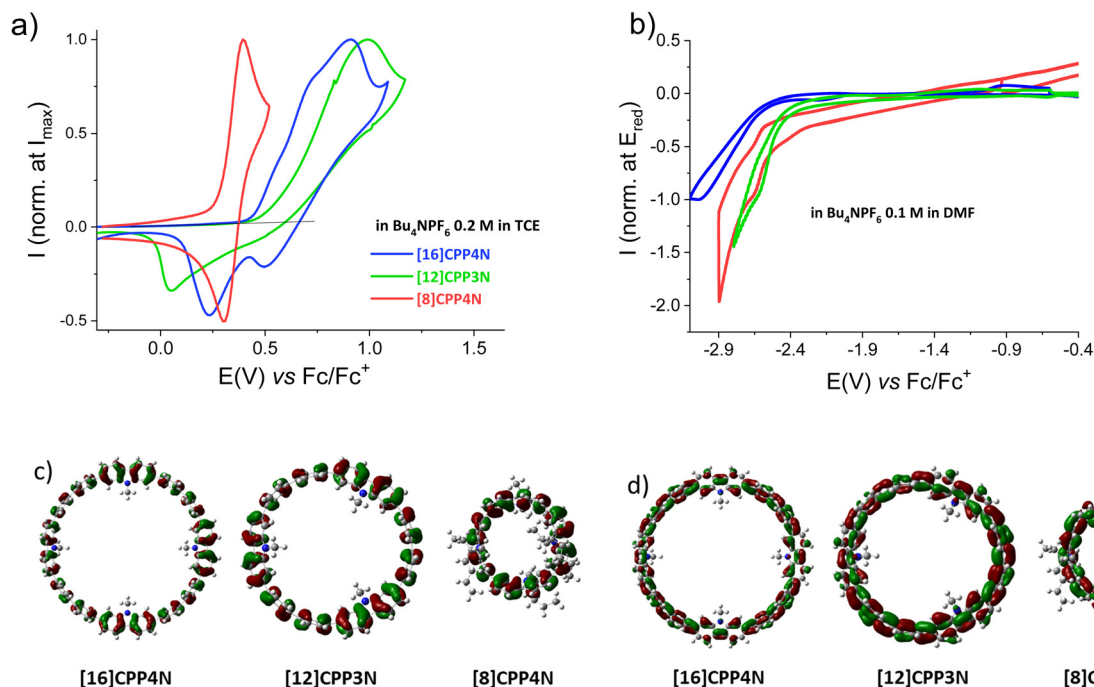 a)
I (norm. at I_max)
1.0
0.5
0.0
-0.5
in Bu₄NPF₆ 0.2 M in TCE
[16]CPP4N
[12]CPP3N
[8]CPP4N
0.0 0.5 1.0 1.5
E(V) vs Fc/Fc⁺
b)
I (norm. at E_red)
0.5
0.0
-0.5
-1.0
-1.5
-2.0
in Bu₄NPF₆ 0.1 M in DMF
-2.9 -2.4 -1.9 -1.4 -0.9 -0.4
E(V) vs Fc/Fc⁺
c)
[16]CPP4N [12]CPP3N [8]CPP4N
d)
[16]CPP4N [12]CPP3N [8]C